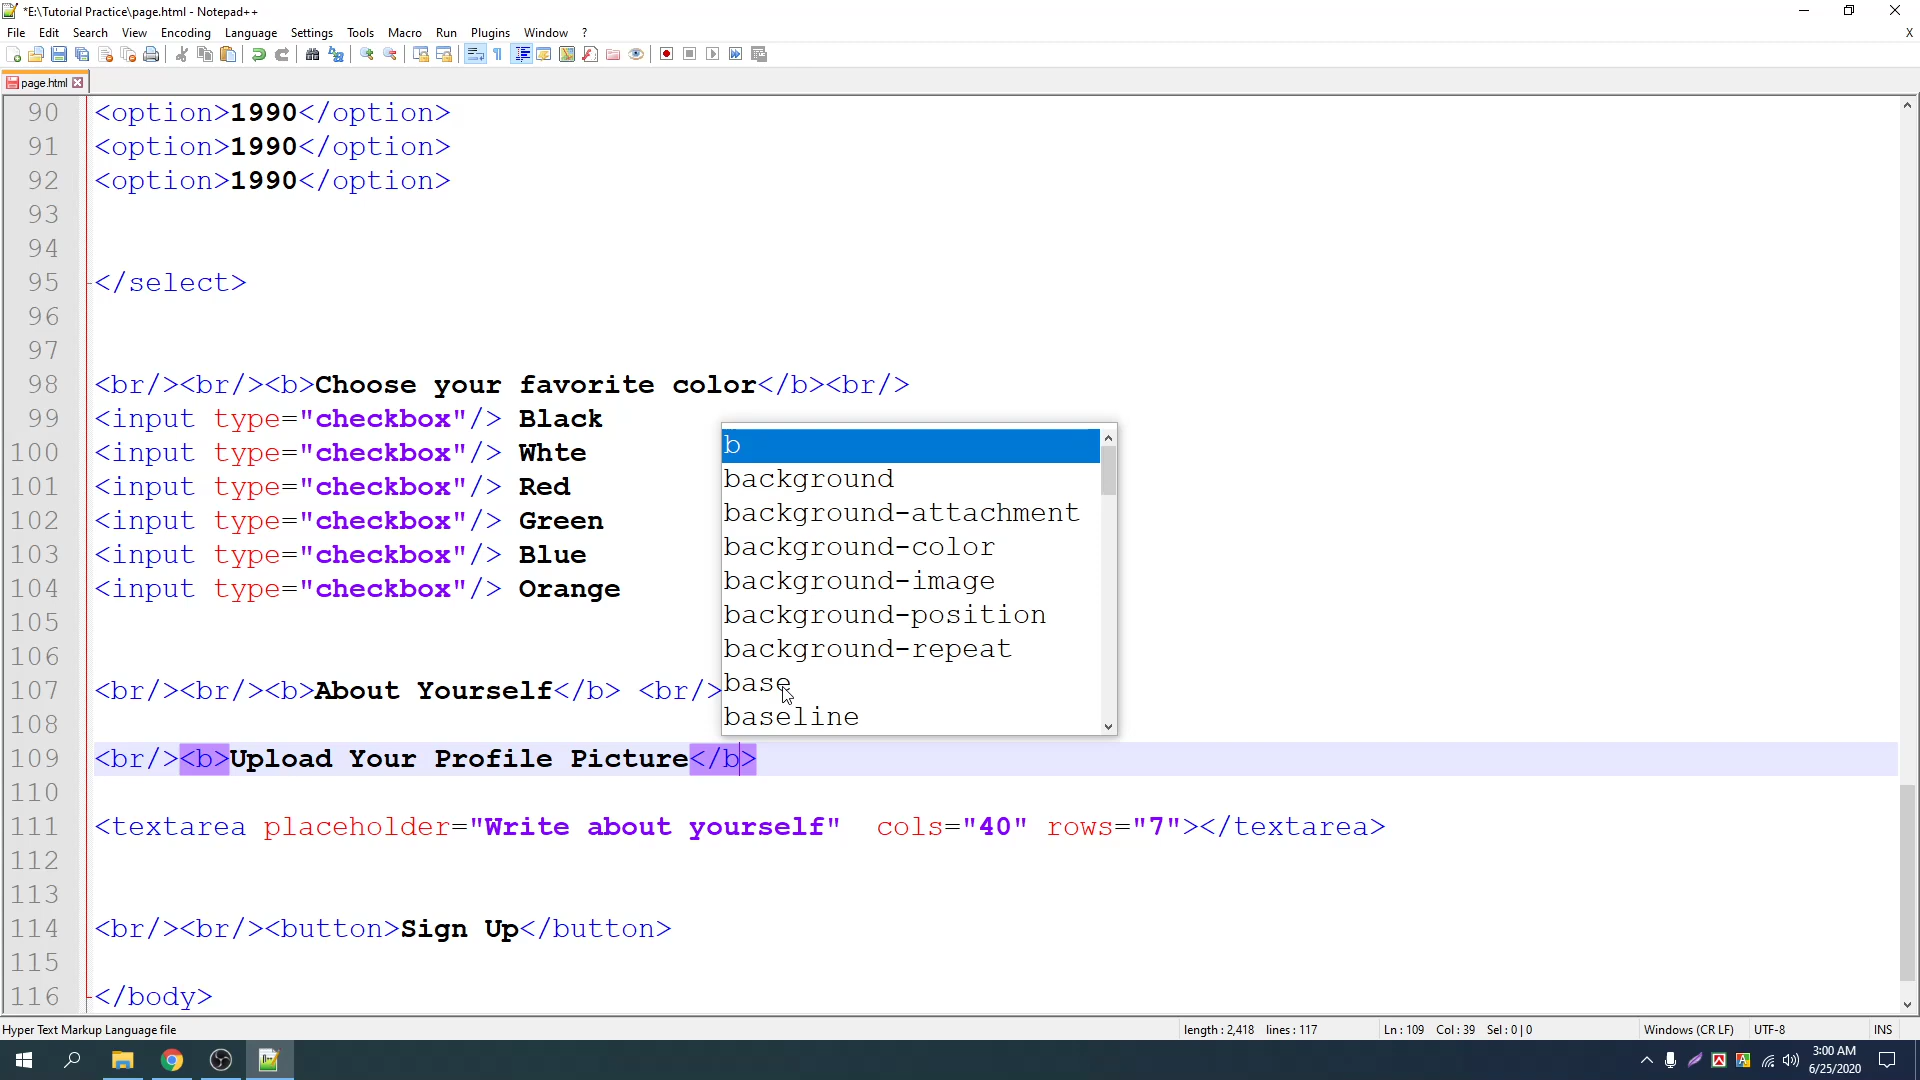 *E:\Tutorial Practice\page.html - Notepad++
File Edit Search View Encoding Language Settings Tools Macro Run Plugins Window ? X
page.html
90 <option>1990</option>
91 <option>1990</option>
92 <option>1990</option>
93
94
95 </select>
96
97
98 <br/><br/><b>Choose your favorite color</b><br/>
99 <input type="checkbox"/> Black
100 <input type="checkbox"/> Whte
101 <input type="checkbox"/> Red
102 <input type="checkbox"/> Green
103 <input type="checkbox"/> Blue
104 <input type="checkbox"/> Orange
105
106
107 <br/><br/><b>About Yourself</b> <br/>
108
109 <br/><b>Upload Your Profile Picture</b>
110
111 <textarea placeholder="Write about yourself"  cols="40" rows="7"></textarea>
112
113
114 <br/><br/><button>Sign Up</button>
115
116 </body>
b
background
background-attachment
background-color
background-image
background-position
background-repeat
base
baseline
Hyper Text Markup Language file length : 2,418 lines : 117 Ln : 109 Col : 39 Sel : 0 | 0 Windows (CR LF) UTF-8 INS
3:00 AM
6/25/2020